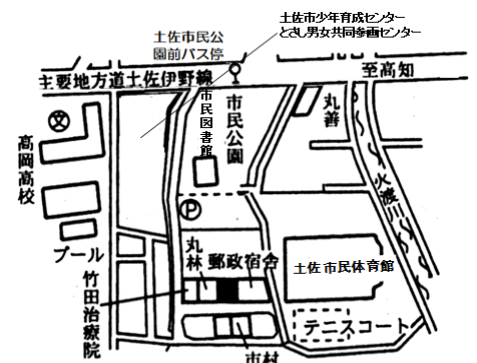 土佐市少年育成センター
とさし男女共同参画センター
土佐市民公
園前バス停
主要地方道土佐伊野線
至高知
市民図書館
市民公園
丸善
文
高岡高校
火渡川
P
プール
丸林
郵政宿舎
土佐市民体育館
竹田治療院
テニスコート
市村